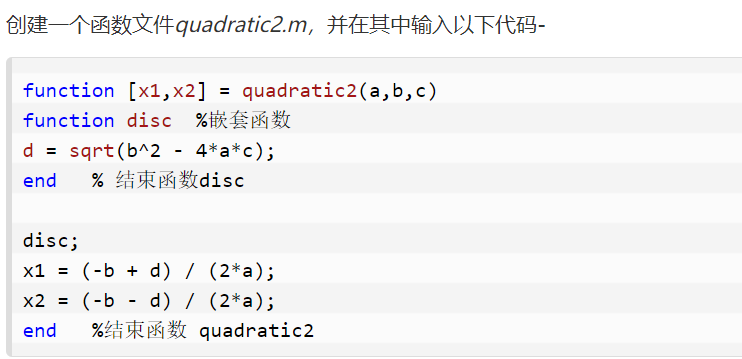 创建一个函数文件quadratic2.m，并在其中输入以下代码-
function [x1,x2] = quadratic2(a,b,c)
function disc  %嵌套函数
d = sqrt(b^2 - 4*a*c);
end   % 结束函数disc
disc;
x1 = (-b + d) / (2*a);
x2 = (-b - d) / (2*a);
end   %结束函数 quadratic2